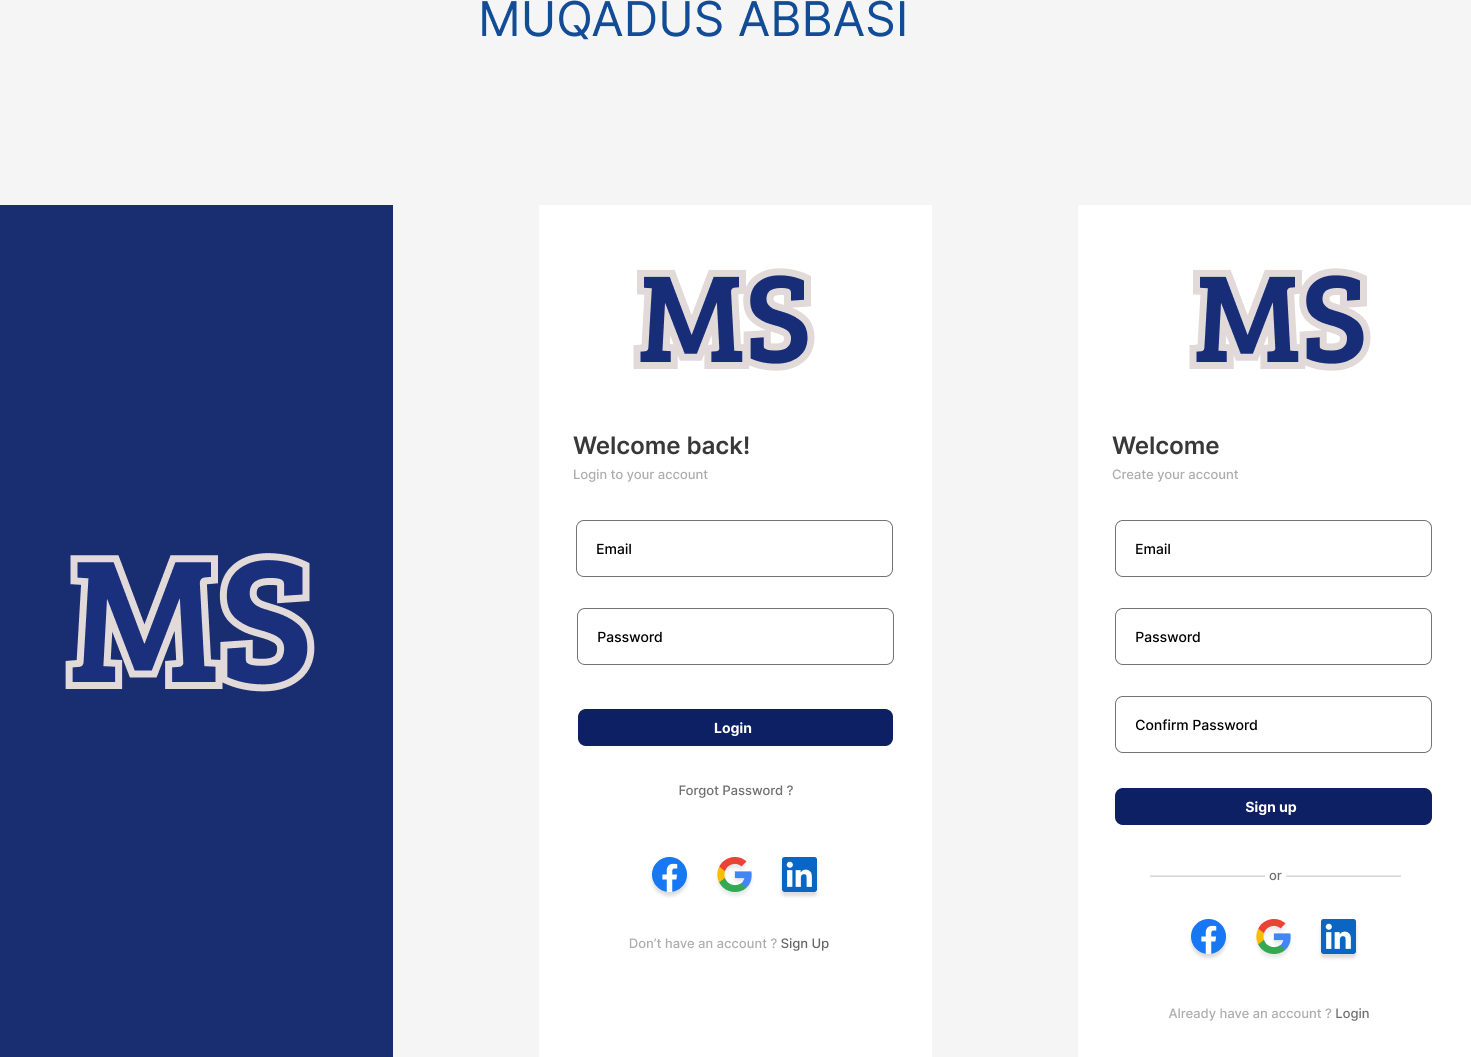 MUQADUS ABBASI
MS
MS
Welcome back!
Login to your account
Email
Password
Login
Forgot Password ?
in
Don't have an account ? Sign Up
MS
Welcome
Create your account
Email
Password
Confirm Password
Sign up
or
in
Already have an account ? Login